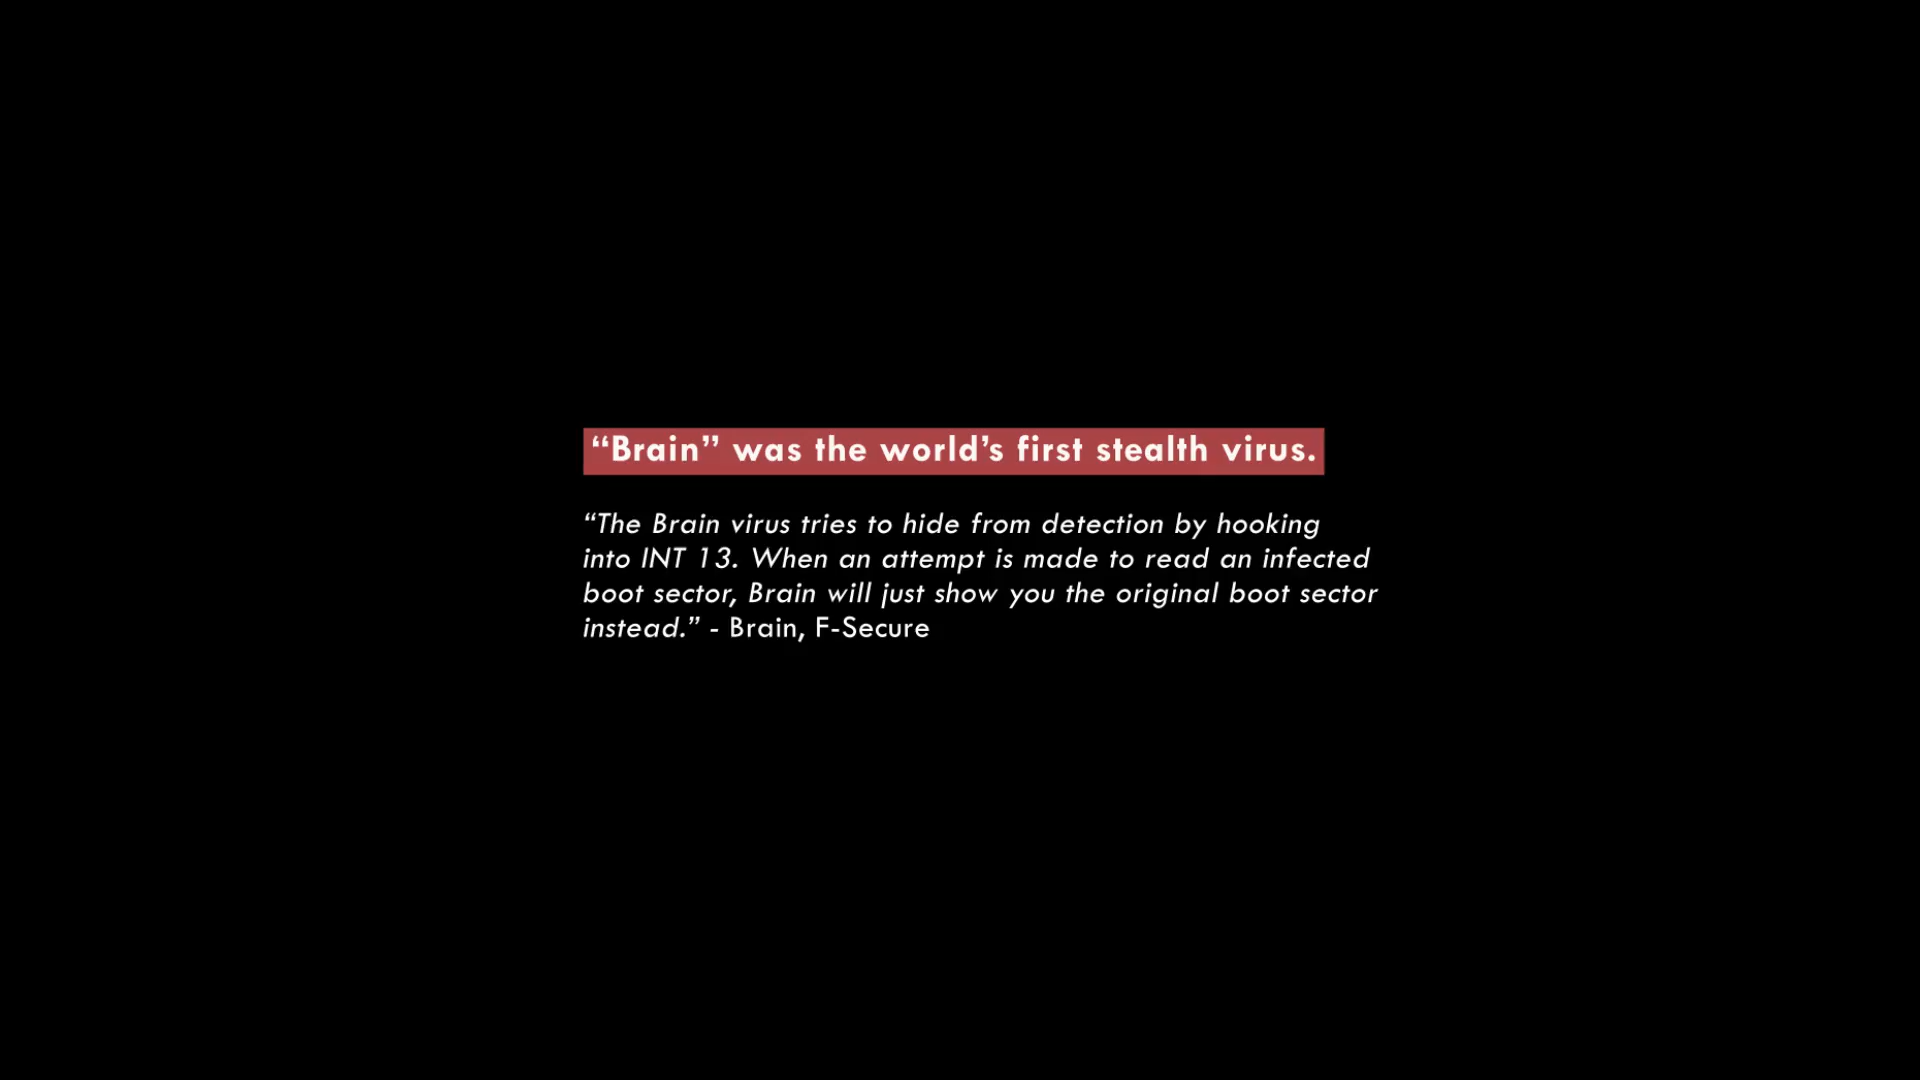 “Brain” was the world’s first stealth virus.
“The Brain virus tries to hide from detection by hooking
into INT 13. When an attempt is made to read an infected
boot sector, Brain will just show you the original boot sector
instead.” - Brain, F-Secure